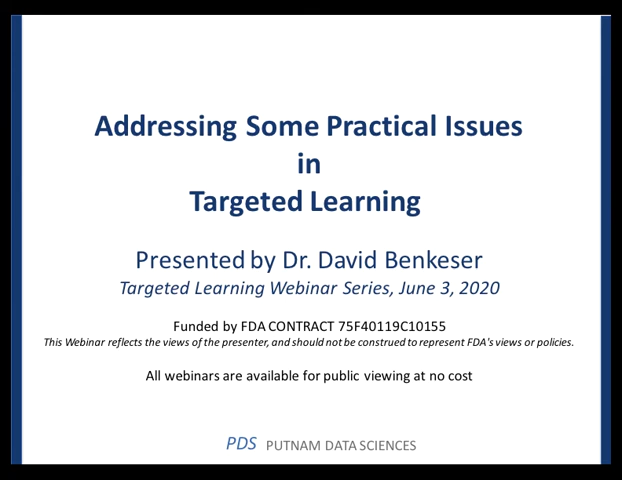 Addressing Some Practical Issues
in
Targeted Learning
Presented by Dr. David Benkeser
Targeted Learning Webinar Series, June 3, 2020
Funded by FDA CONTRACT 75F40119C10155
This Webinar reflects the views of the presenter, and should not be construed to represent FDA's views or policies.
All webinars are available for public viewing at no cost
PDS PUTNAM DATA SCIENCES